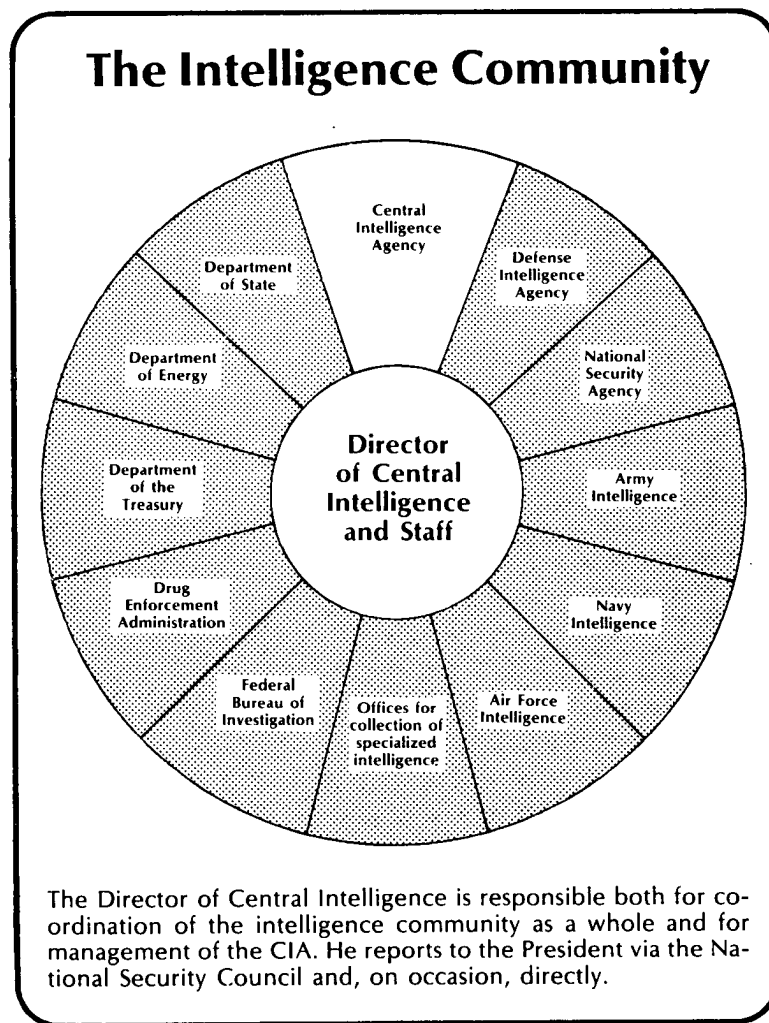 The Intelligence Community
Central
Intelligence
Agency
Defense
Intelligence
Agency
National
Security
Agency
Army
Intelligence
Navy
Intelligence
Air Force
Intelligence
Offices for
collection of
specialized
intelligence
Federal
Bureau of
Investigation
Drug
Enforcement
Administration
Department
of the
Treasury
Department
of Energy
Department
of State
Director
of Central
Intelligence
and Staff
The Director of Central Intelligence is responsible both for co-
ordination of the intelligence community as a whole and for
management of the CIA. He reports to the President via the Na-
tional Security Council and, on occasion, directly.